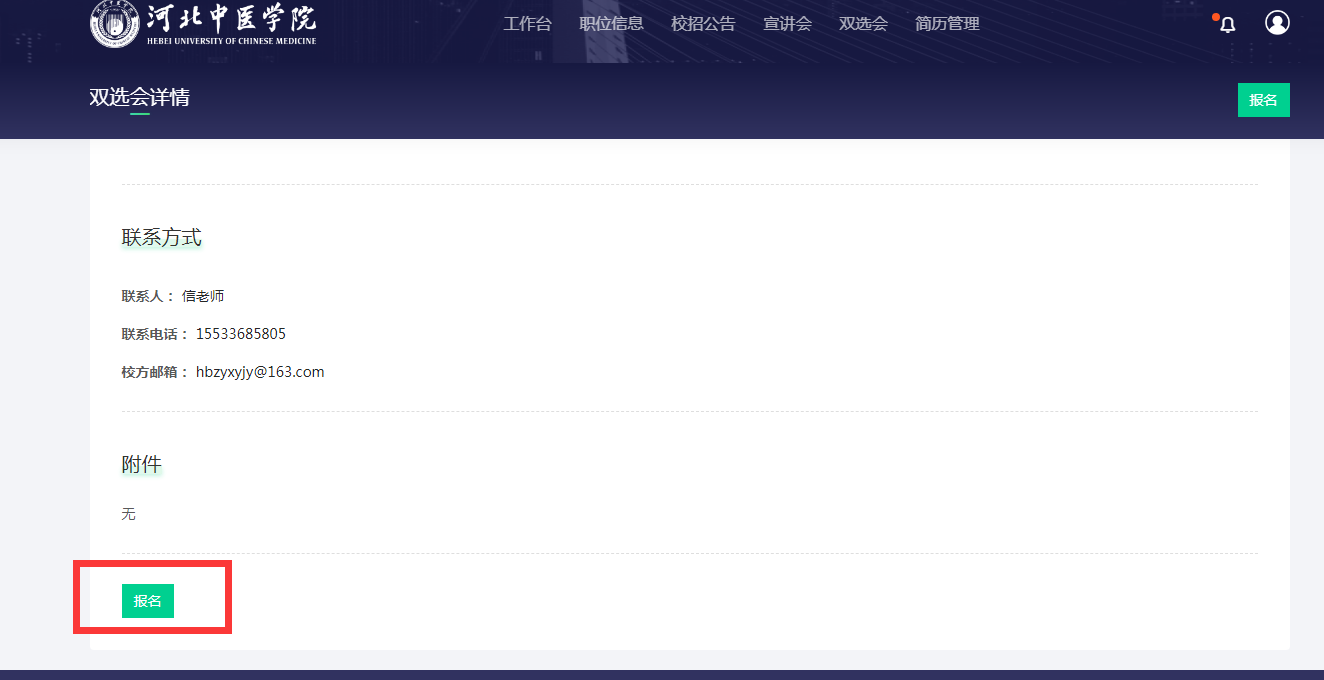 河北中医学院
HEBEI UNIVERSITY OF CHINESE MEDICINE
工作台 职位信息 校招公告 宣讲会 双选会 简历管理
双选会详情
报名
联系方式
联系人： 信老师
联系电话： 15533685805
校方邮箱： hbzyxyjy@163.com
附件
无
报名